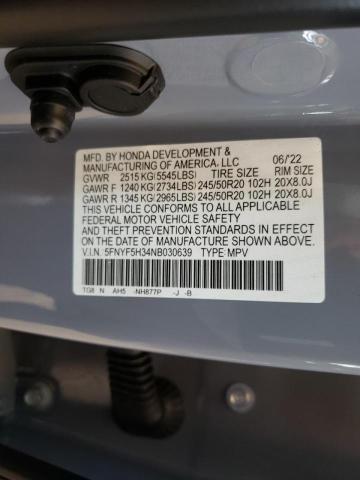 MFD. BY HONDA DEVELOPMENT &
MANUFACTURING OF AMERICA, LLC 06/'22
GVWR 2515 KG(5545LBS) TIRE SIZE RIM SIZE
GAWR F 1240 KG(2734LBS) 245/50R20 102H 20X8.0J
GAWR R 1345 KG(2965LBS) 245/50R20 102H 20X8.0J
THIS VEHICLE CONFORMS TO ALL APPLICABLE
FEDERAL MOTOR VEHICLE SAFETY
AND THEFT PREVENTION STANDARDS IN EFFECT
ON THE DATE OF MANUFACTURE SHOWN ABOVE.
V.I.N. 5FNYF5H34NB030639 TYPE: MPV
TG8 N AH5 -NH877P -J -B